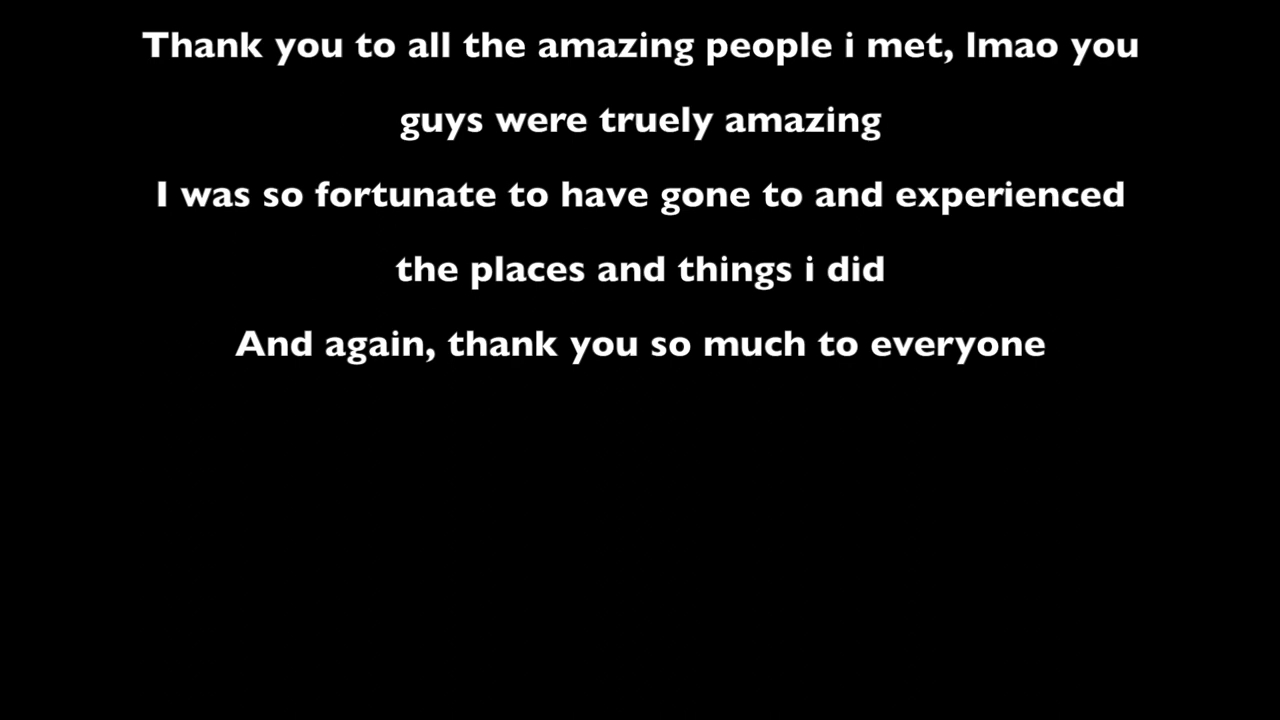 Thank you to all the amazing people i met, lmao you
guys were truely amazing
I was so fortunate to have gone to and experienced
the places and things i did
And again, thank you so much to everyone